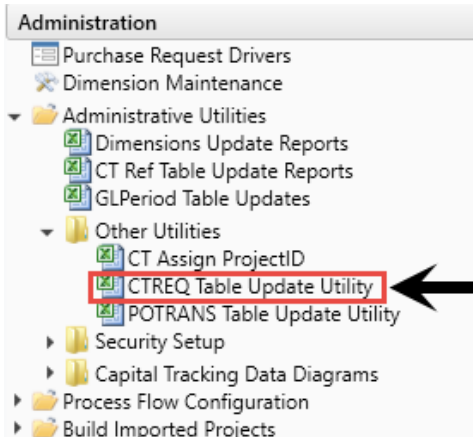 Administration
Purchase Request Drivers
Dimension Maintenance
Administrative Utilities
Dimensions Update Reports
CT Ref Table Update Reports
GLPeriod Table Updates
Other Utilities
CT Assign ProjectID
CTREQ Table Update Utility
POTRANS Table Update Utility
Security Setup
Capital Tracking Data Diagrams
Process Flow Configuration
Build Imported Projects